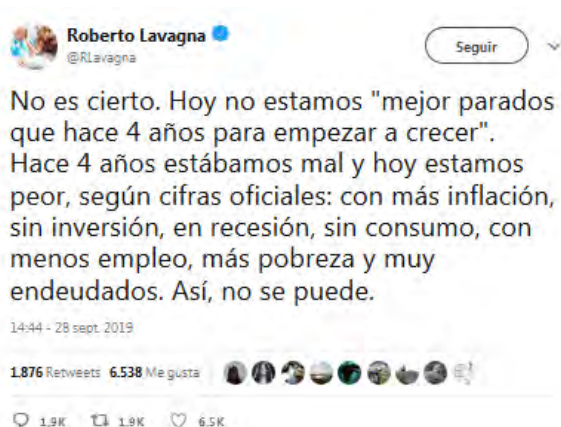 Roberto Lavagna
@RLavagna
Seguir
No es cierto. Hoy no estamos "mejor parados
que hace 4 años para empezar a crecer".
Hace 4 años estábamos mal y hoy estamos
peor, según cifras oficiales: con más inflación,
sin inversión, en recesión, sin consumo, con
menos empleo, más pobreza y muy
endeudados. Así, no se puede.
14:44 - 28 sept. 2019
1.876 Retweets 6.538 Me gusta
1,9K 1,9K 6,5K